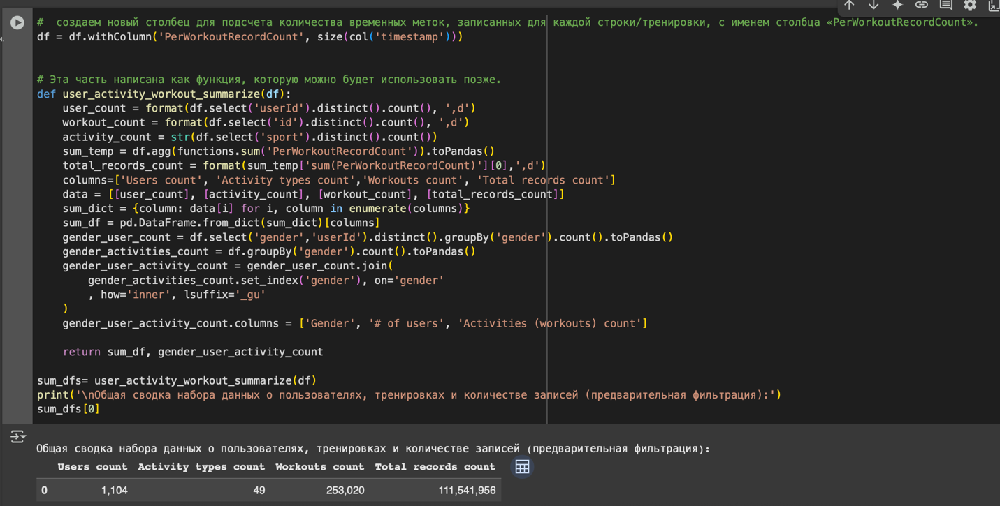 #  создаем новый столбец для подсчета количества временных меток, записанных для каждой строки/тренировки, с именем столбца «PerWorkoutRecordCount».
df = df.withColumn('PerWorkoutRecordCount', size(col('timestamp')))
н.
# Эта часть написана как функция, которую можно будет использовать позже.
def user_activity_workout_summarize(df):
    user_count = format(df.select('userId').distinct().count(), ',d')
    workout_count = format(df.select('id').distinct().count(), ',d')
    activity_count = str(df.select('sport').distinct().count())
    sum_temp = df.agg(functions.sum('PerWorkoutRecordCount')).toPandas()
    total_records_count = format(sum_temp['sum(PerWorkoutRecordCount)'][0],',d')
    columns=['Users count', 'Activity types count','Workouts count', 'Total records count']
    data = [[user_count], [activity_count], [workout_count], [total_records_count]]
    sum_dict = {column: data[i] for i, column in enumerate(columns)}
    sum_df = pd.DataFrame.from_dict(sum_dict)[columns]
    gender_user_count = df.select('gender','userId').distinct().groupBy('gender').count().toPandas()
    gender_activities_count = df.groupBy('gender').count().toPandas()
    gender_user_activity_count = gender_user_count.join(
        gender_activities_count.set_index('gender'), on='gender'
        , how='inner', lsuffix='_gu'
    )
    gender_user_activity_count.columns = ['Gender', '# of users', 'Activities (workouts) count']
    return sum_df, gender_user_activity_count
sum_dfs= user_activity_workout_summarize(df)
print('\nОбщая сводка набора данных о пользователях, тренировках и количестве записей (предварительная фильтрация):')
sum_dfs[0]
Общая сводка набора данных о пользователях, тренировках и количестве записей (предварительная фильтрация):
Users count Activity types count Workouts count Total records count
0 1,104 49 253,020 111,541,956